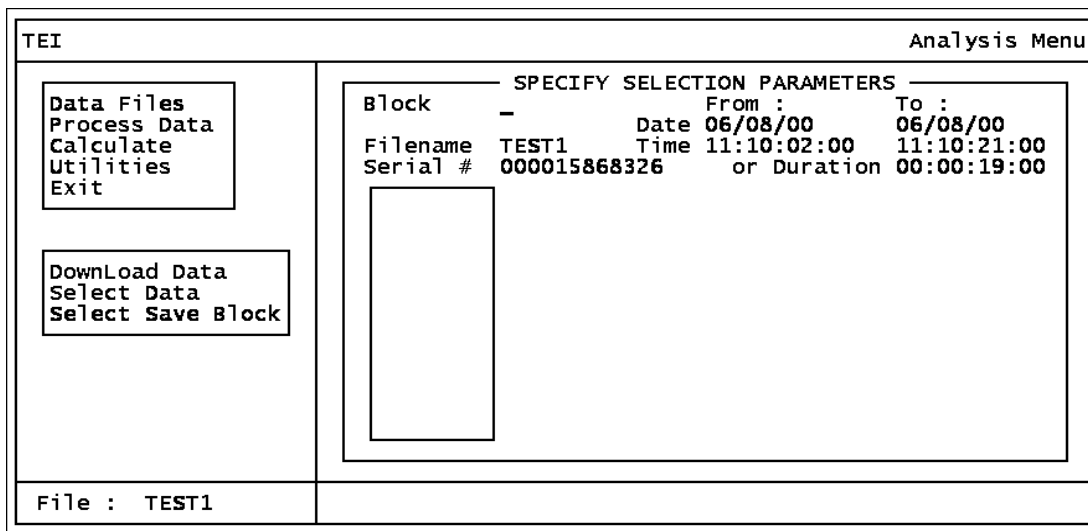 TEI Analysis Menu
Data Files
Process Data
Calculate
Utilities
Exit
DownLoad Data
Select Data
Select Save Block
SPECIFY SELECTION PARAMETERS
Block _ From : To :
Date 06/08/00 06/08/00
Filename TEST1 Time 11:10:02:00 11:10:21:00
Serial # 000015868326 or Duration 00:00:19:00
File : TEST1